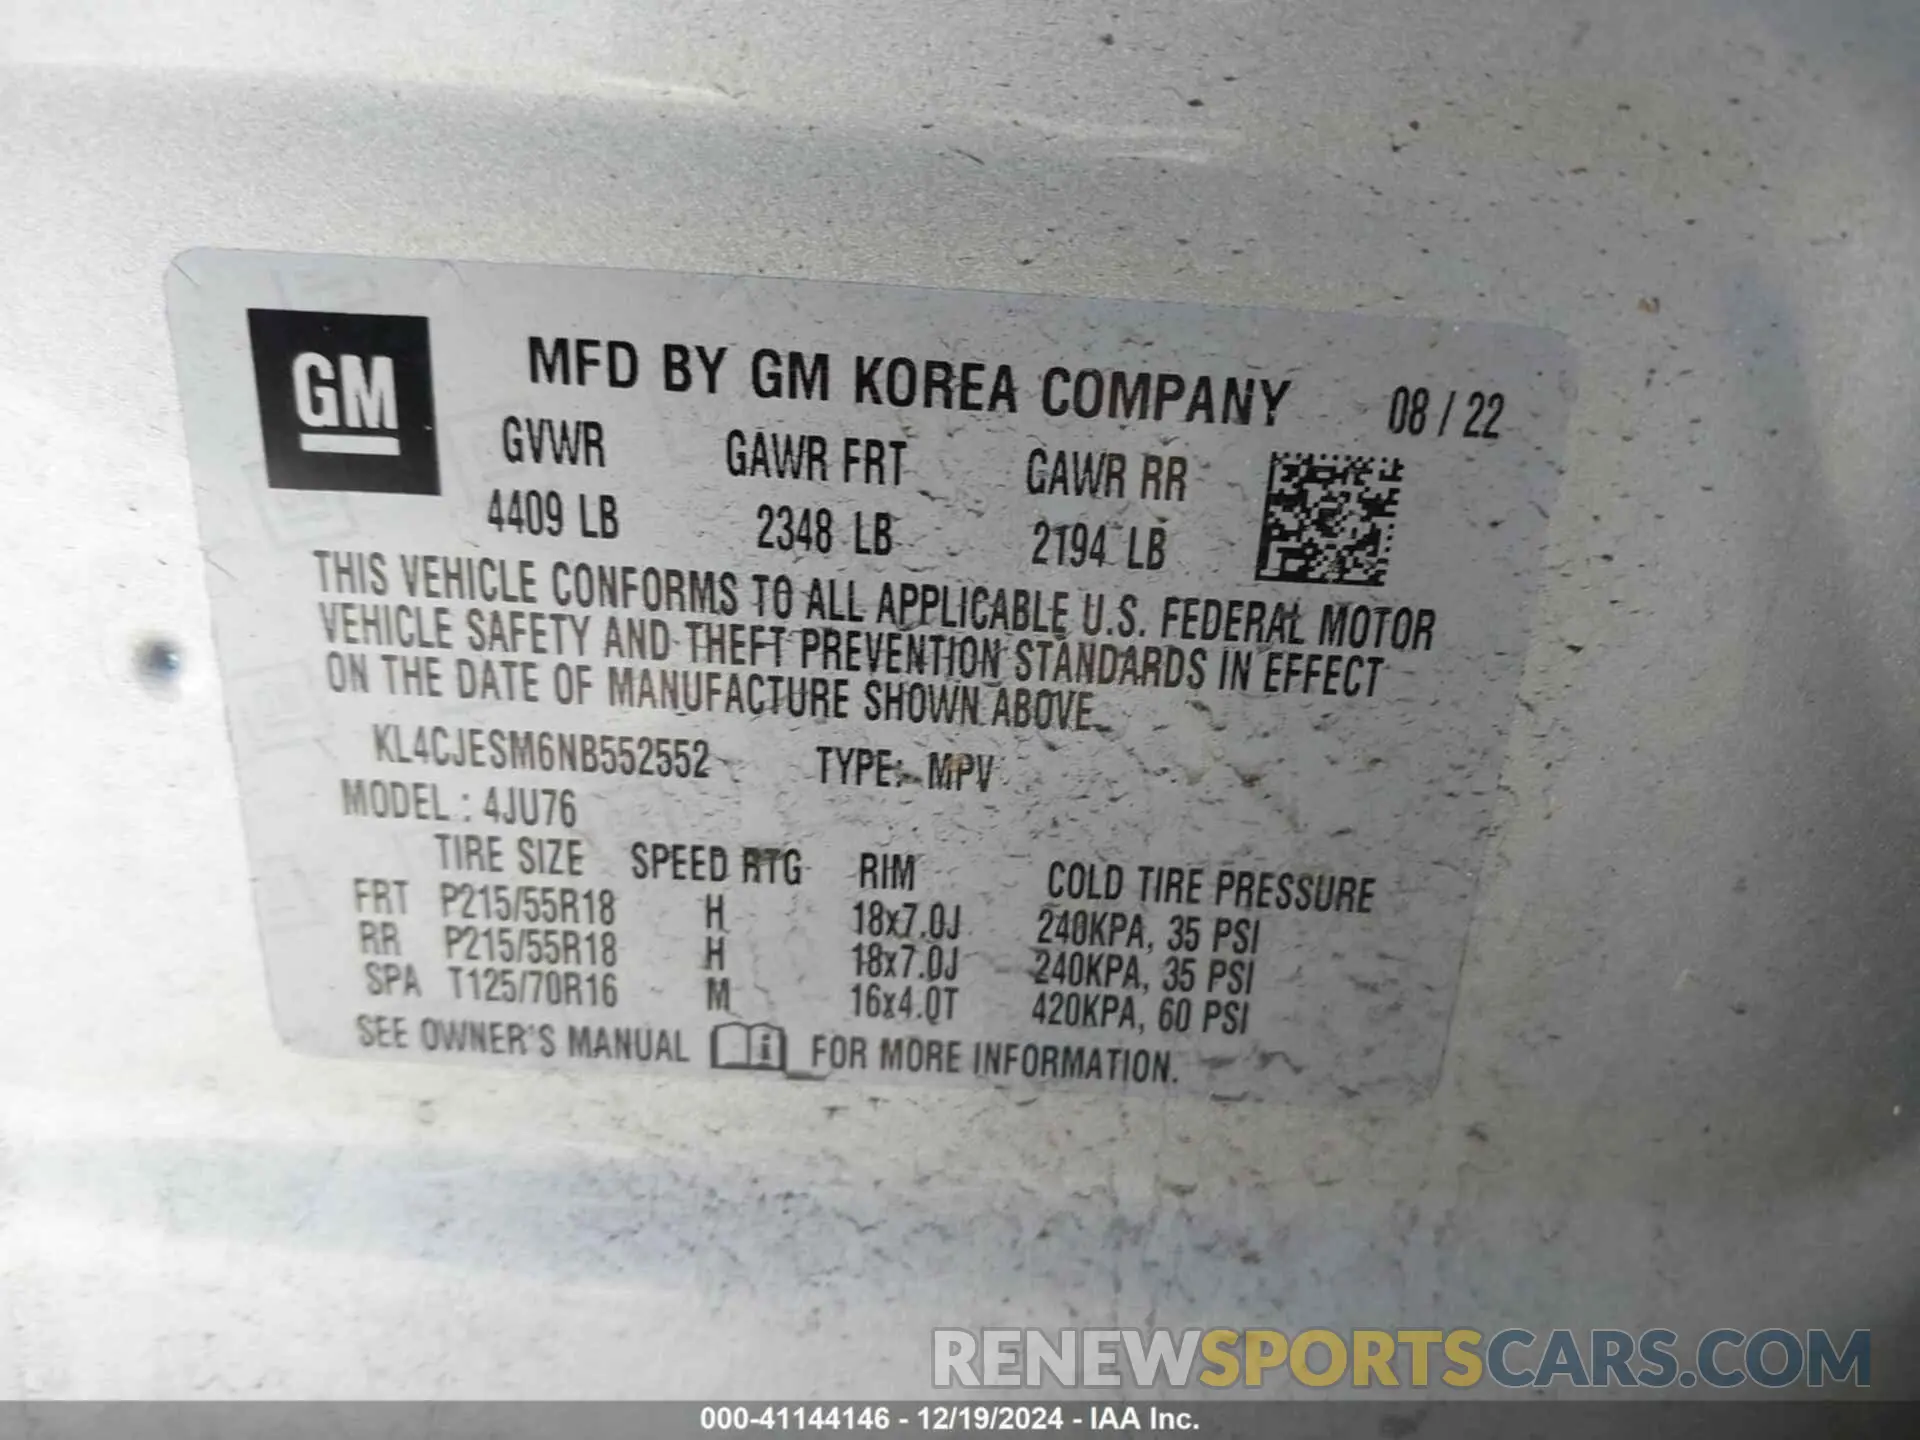 GM
MFD BY GM KOREA COMPANY 08 / 22
GVWR GAWR FRT GAWR RR
4409 LB 2348 LB 2194 LB
THIS VEHICLE CONFORMS TO ALL APPLICABLE U.S. FEDERAL MOTOR
VEHICLE SAFETY AND THEFT PREVENTION STANDARDS IN EFFECT
ON THE DATE OF MANUFACTURE SHOWN ABOVE.
KL4CJESM6NB552552 TYPE: MPV
MODEL : 4JU76
TIRE SIZE SPEED RTG RIM COLD TIRE PRESSURE
FRT P215/55R18 H 18x7.0J 240KPA, 35 PSI
RR P215/55R18 H 18x7.0J 240KPA, 35 PSI
SPA T125/70R16 M 16x4.0T 420KPA, 60 PSI
SEE OWNER'S MANUAL i FOR MORE INFORMATION.
RENEWSPORTSCARS.COM
000-41144146 - 12/19/2024 - IAA Inc.